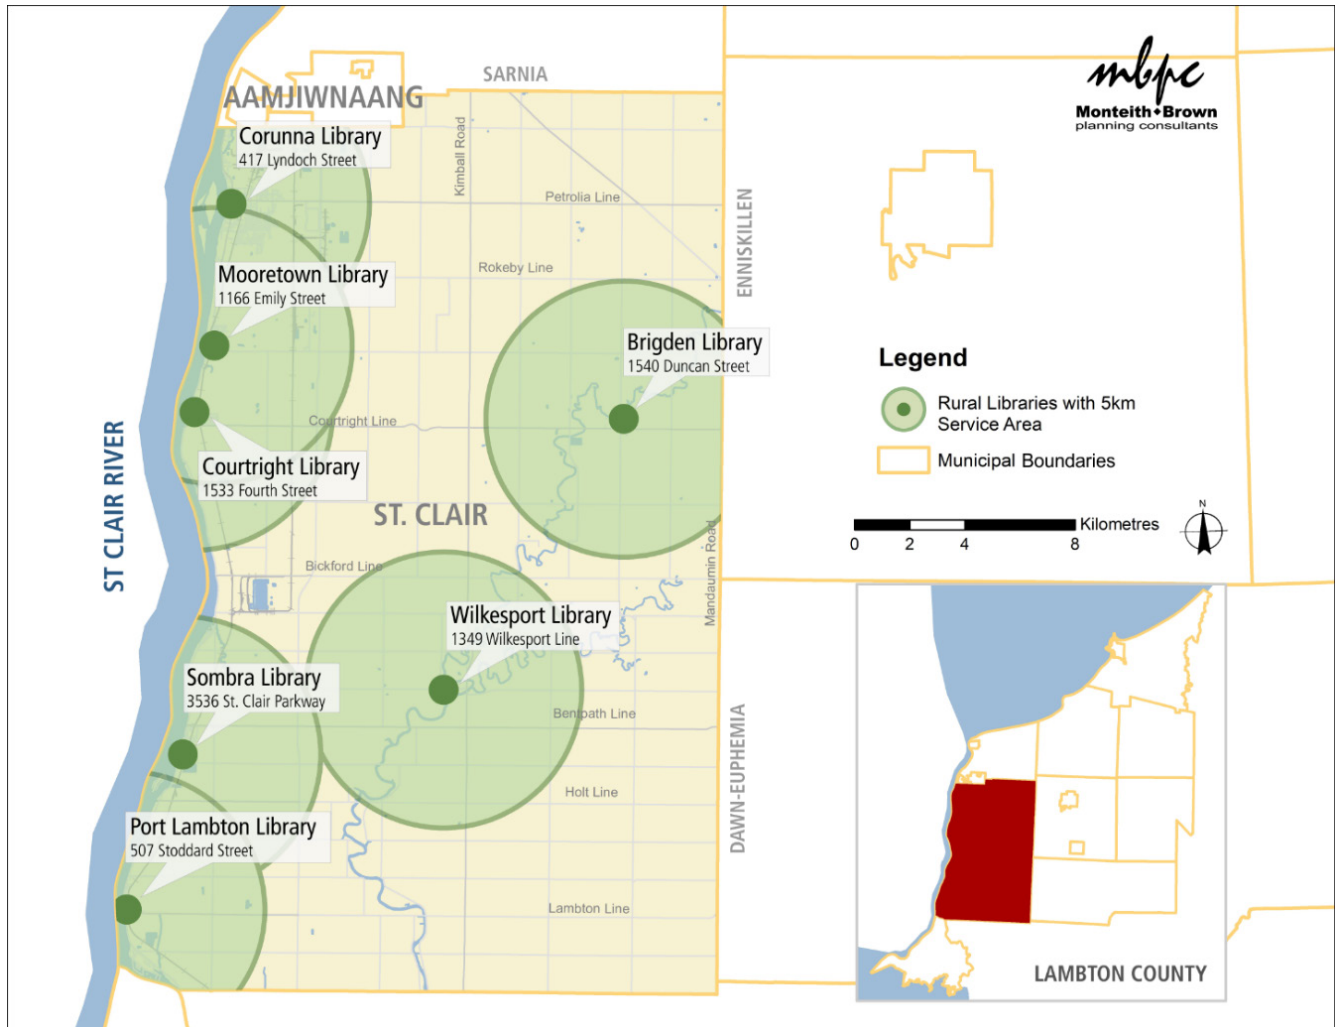 SARNIA
AAMJIWNAANG
Corunna Library
417 Lyndoch Street
Kimball Road
Petrolia Line
mbpc
Monteith♦Brown
planning consultants
ENNISKILLEN
Mooretown Library
1166 Emily Street
Rokeby Line
Brigden Library
1540 Duncan Street
Legend
Rural Libraries with 5km
Service Area
Municipal Boundaries
Courtright Line
Courtright Library
1533 Fourth Street
ST CLAIR RIVER
ST. CLAIR
Mandaumin Road
Kilometres
0 2 4 8
N
Bickford Line
Wilkesport Library
1349 Wilkesport Line
Sombra Library
3536 St. Clair Parkway
Bentpath Line
DAWN-EUPHEMIA
Holt Line
Port Lambton Library
507 Stoddard Street
Lambton Line
LAMBTON COUNTY